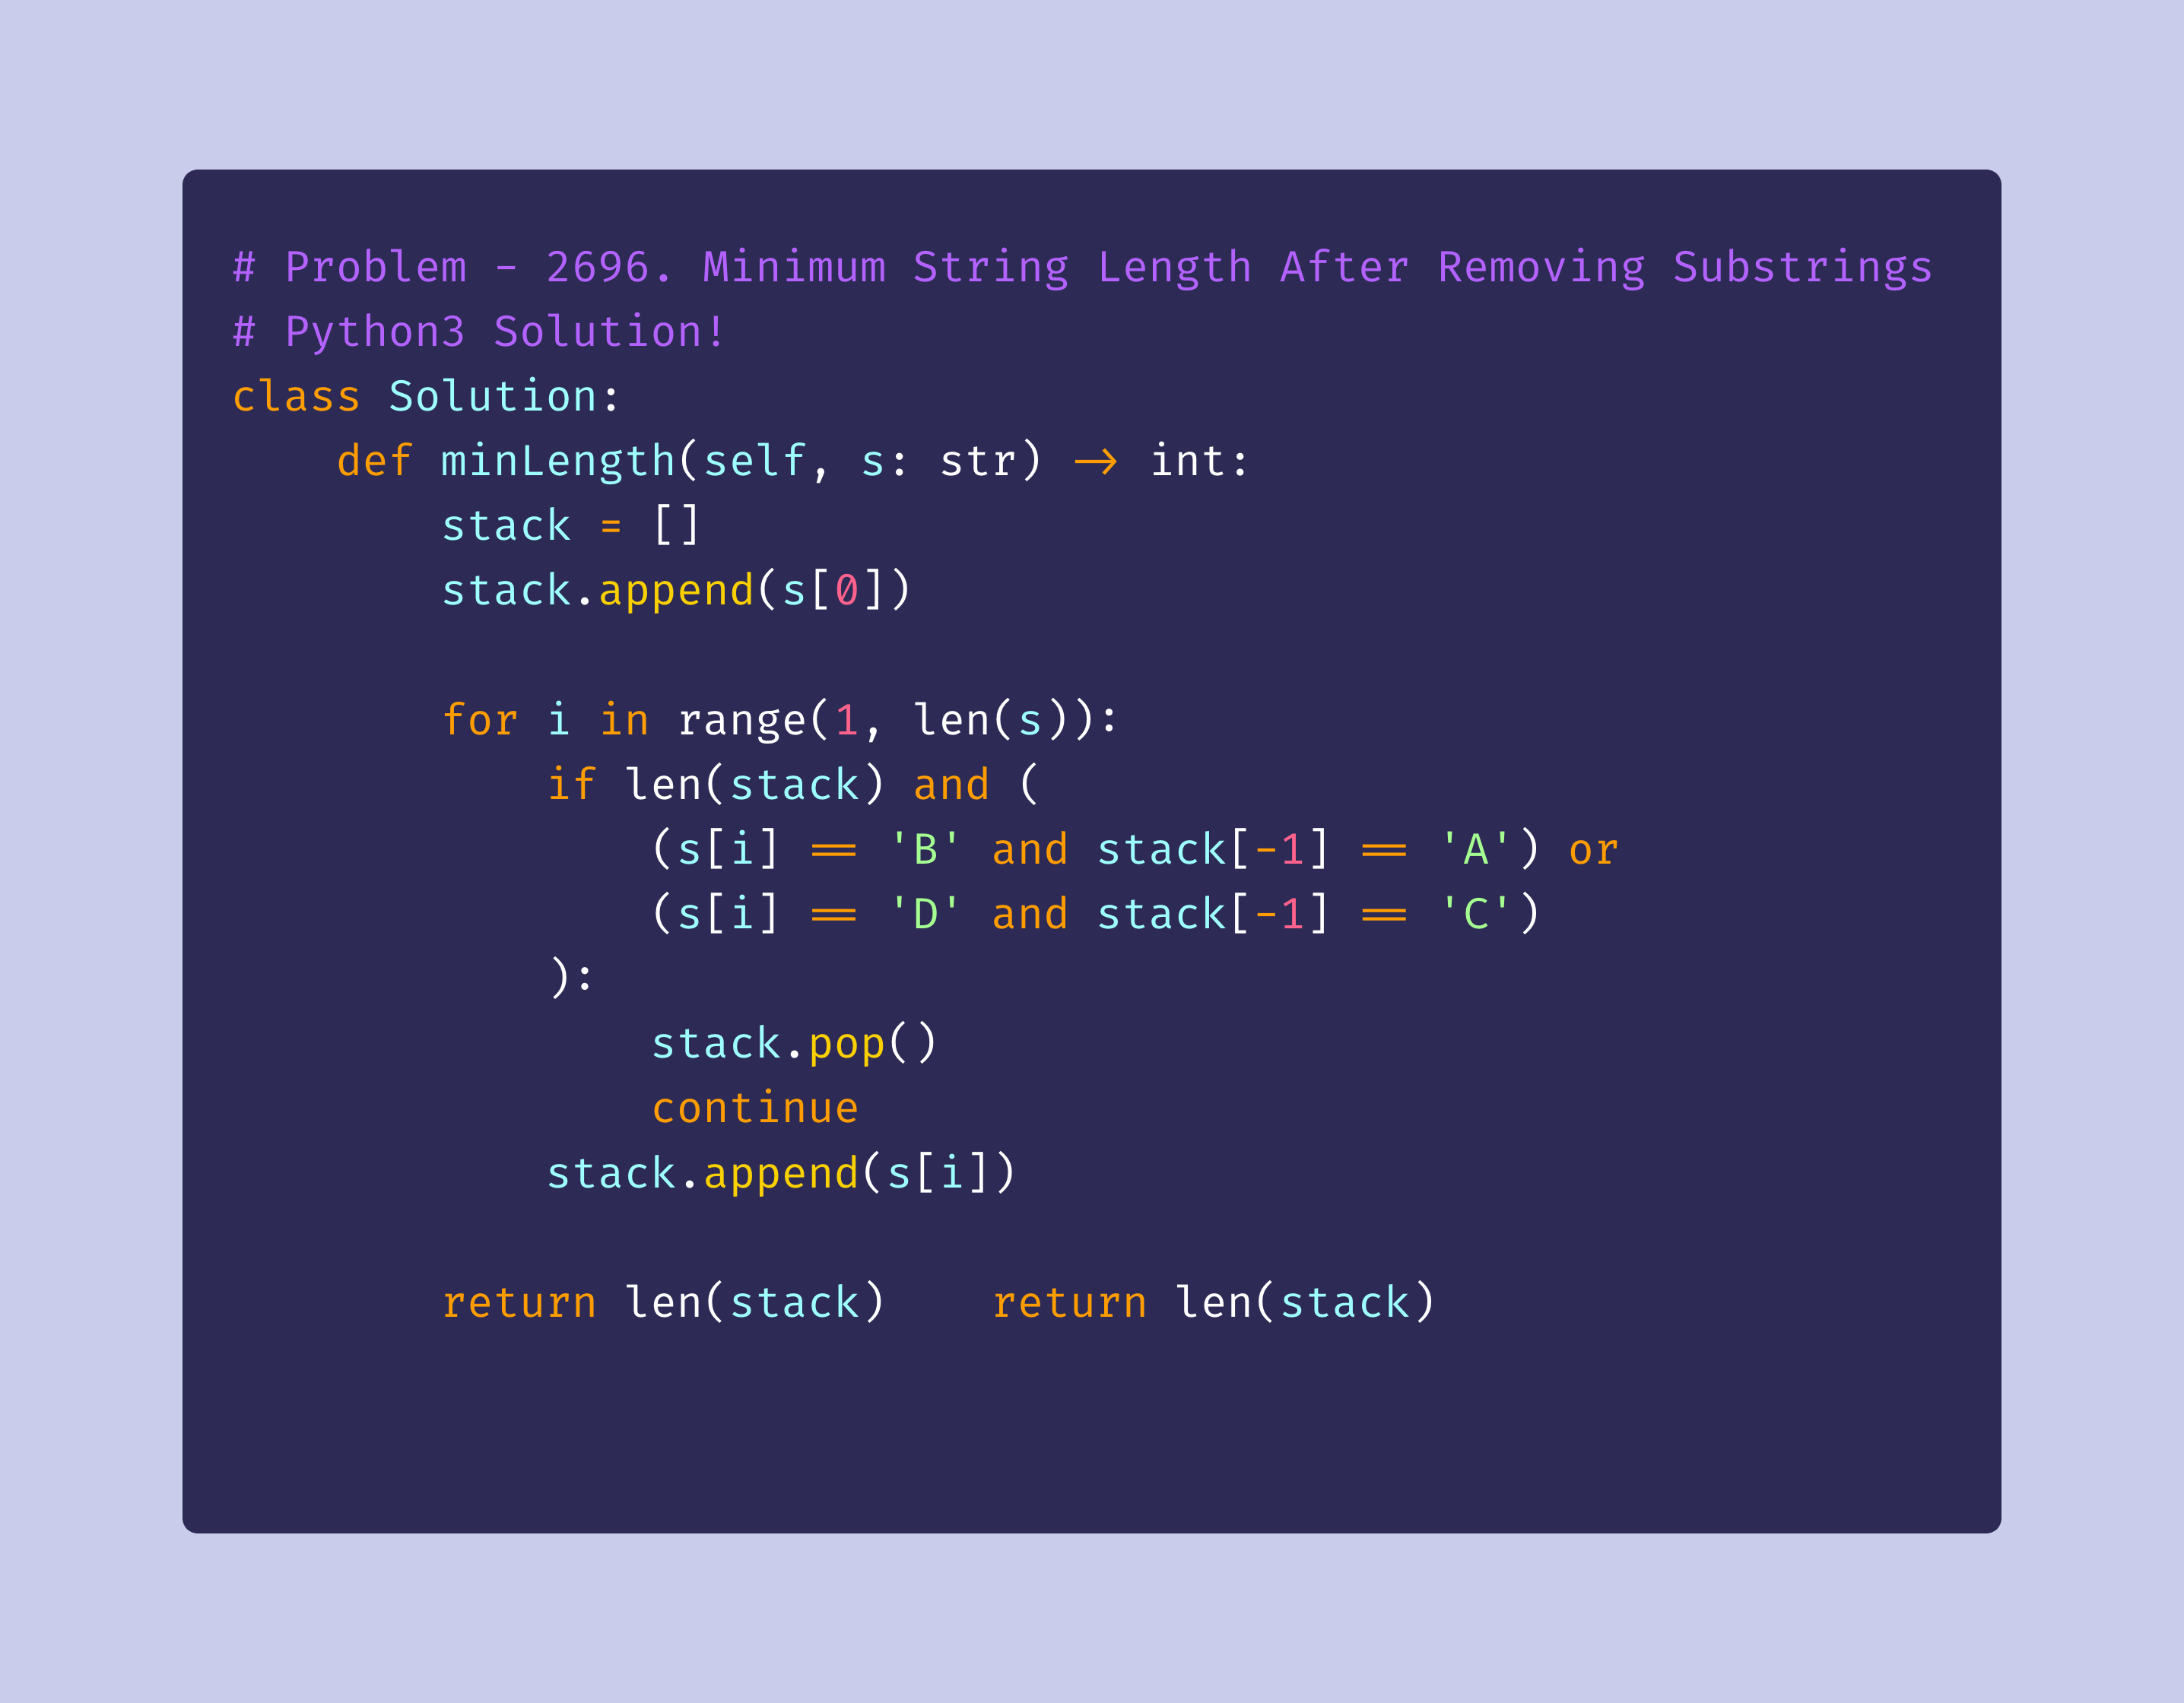 # Problem - 2696. Minimum String Length After Removing Substrings
# Python3 Solution!
class Solution:
    def minLength(self, s: str) -> int:
        stack = []
        stack.append(s[0])

        for i in range(1, len(s)):
            if len(stack) and (
                (s[i] == 'B' and stack[-1] == 'A') or
                (s[i] == 'D' and stack[-1] == 'C')
            ):
                stack.pop()
                continue
            stack.append(s[i])

        return len(stack)    return len(stack)